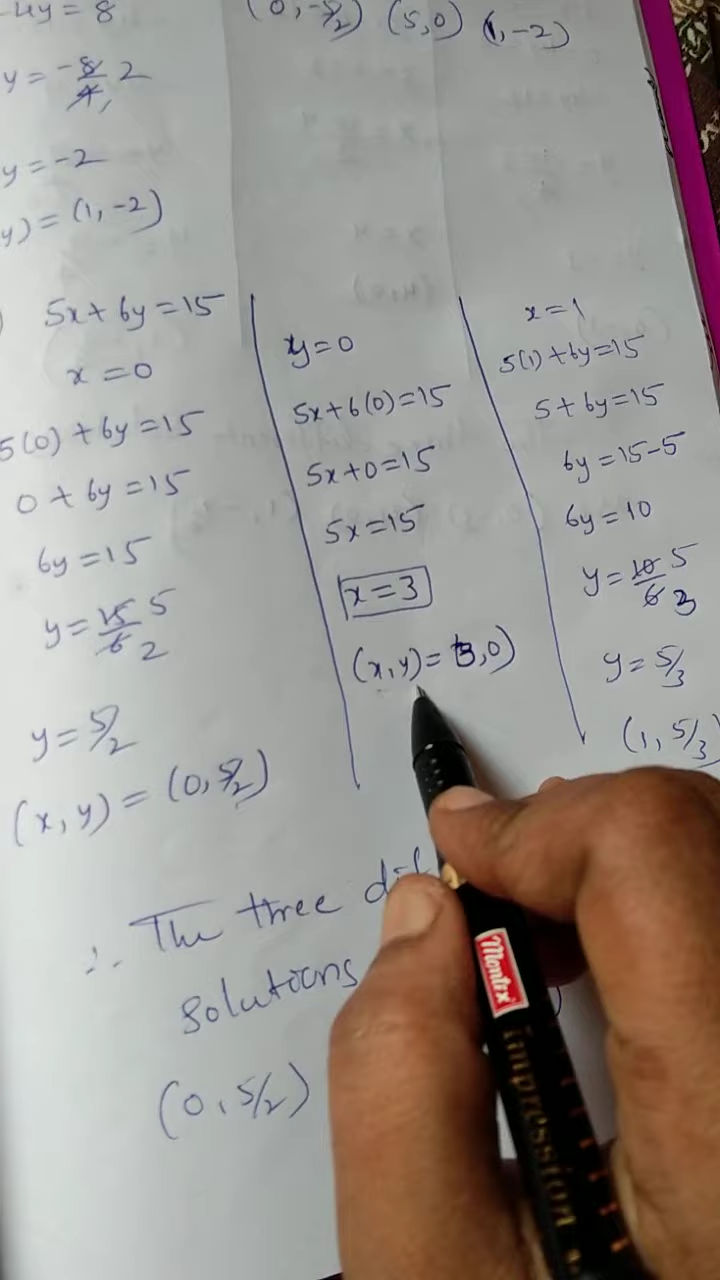 -4y = 8
y = -8/4, 2
y = -2
y) = (1, -2)
(0, -5/2) (5,0) (1, -2)
) 5x + 6y = 15
x = 0
5(0) + 6y = 15
0 + 6y = 15
6y = 15
y = 15/6 5 2
y = 5/2
(x, y) = (0, 5/2)
y = 0
5x + 6(0) = 15
5x + 0 = 15
5x = 15
x = 3
(x, y) = (3, 0)
x = 1
5(1) + 6y = 15
5 + 6y = 15
6y = 15 - 5
6y = 10
y = 10/6 5 3
y = 5/3
(1, 5/3)
∴ The three dif
solutions
(0, 5/2)
Montex
impression